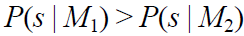 P(s | M₁) > P(s | M₂)